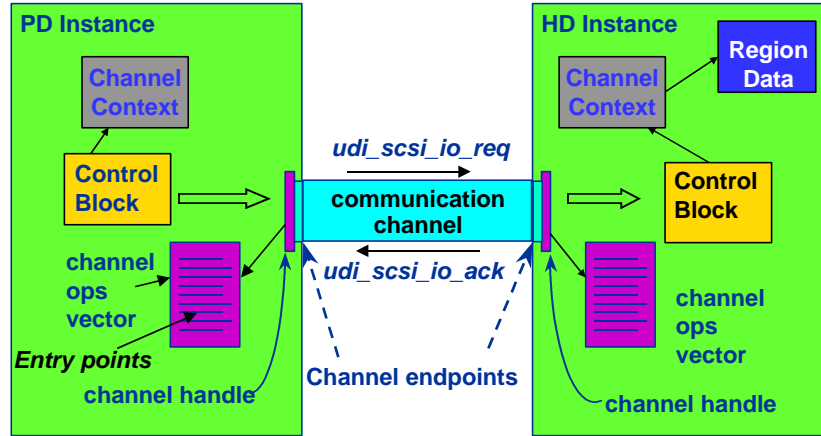 PD Instance
Channel
Context
Control
Block
channel
ops
vector
Entry points
channel handle
udi_scsi_io_req
communication
channel
udi_scsi_io_ack
Channel endpoints
HD Instance
Channel
Context
Region
Data
Control
Block
channel
ops
vector
channel handle